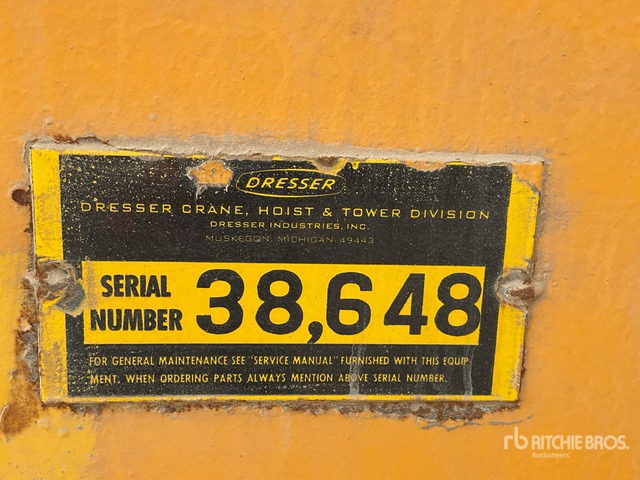 DRESSER
DRESSER CRANE, HOIST & TOWER DIVISION
DRESSER INDUSTRIES, INC.
MUSKEGON, MICHIGAN 49443
SERIAL
NUMBER
38,648
FOR GENERAL MAINTENANCE SEE "SERVICE MANUAL" FURNISHED WITH THIS EQUIP-
MENT. WHEN ORDERING PARTS ALWAYS MENTION ABOVE SERIAL NUMBER.
rb RITCHIE BROS.
Auctioneers